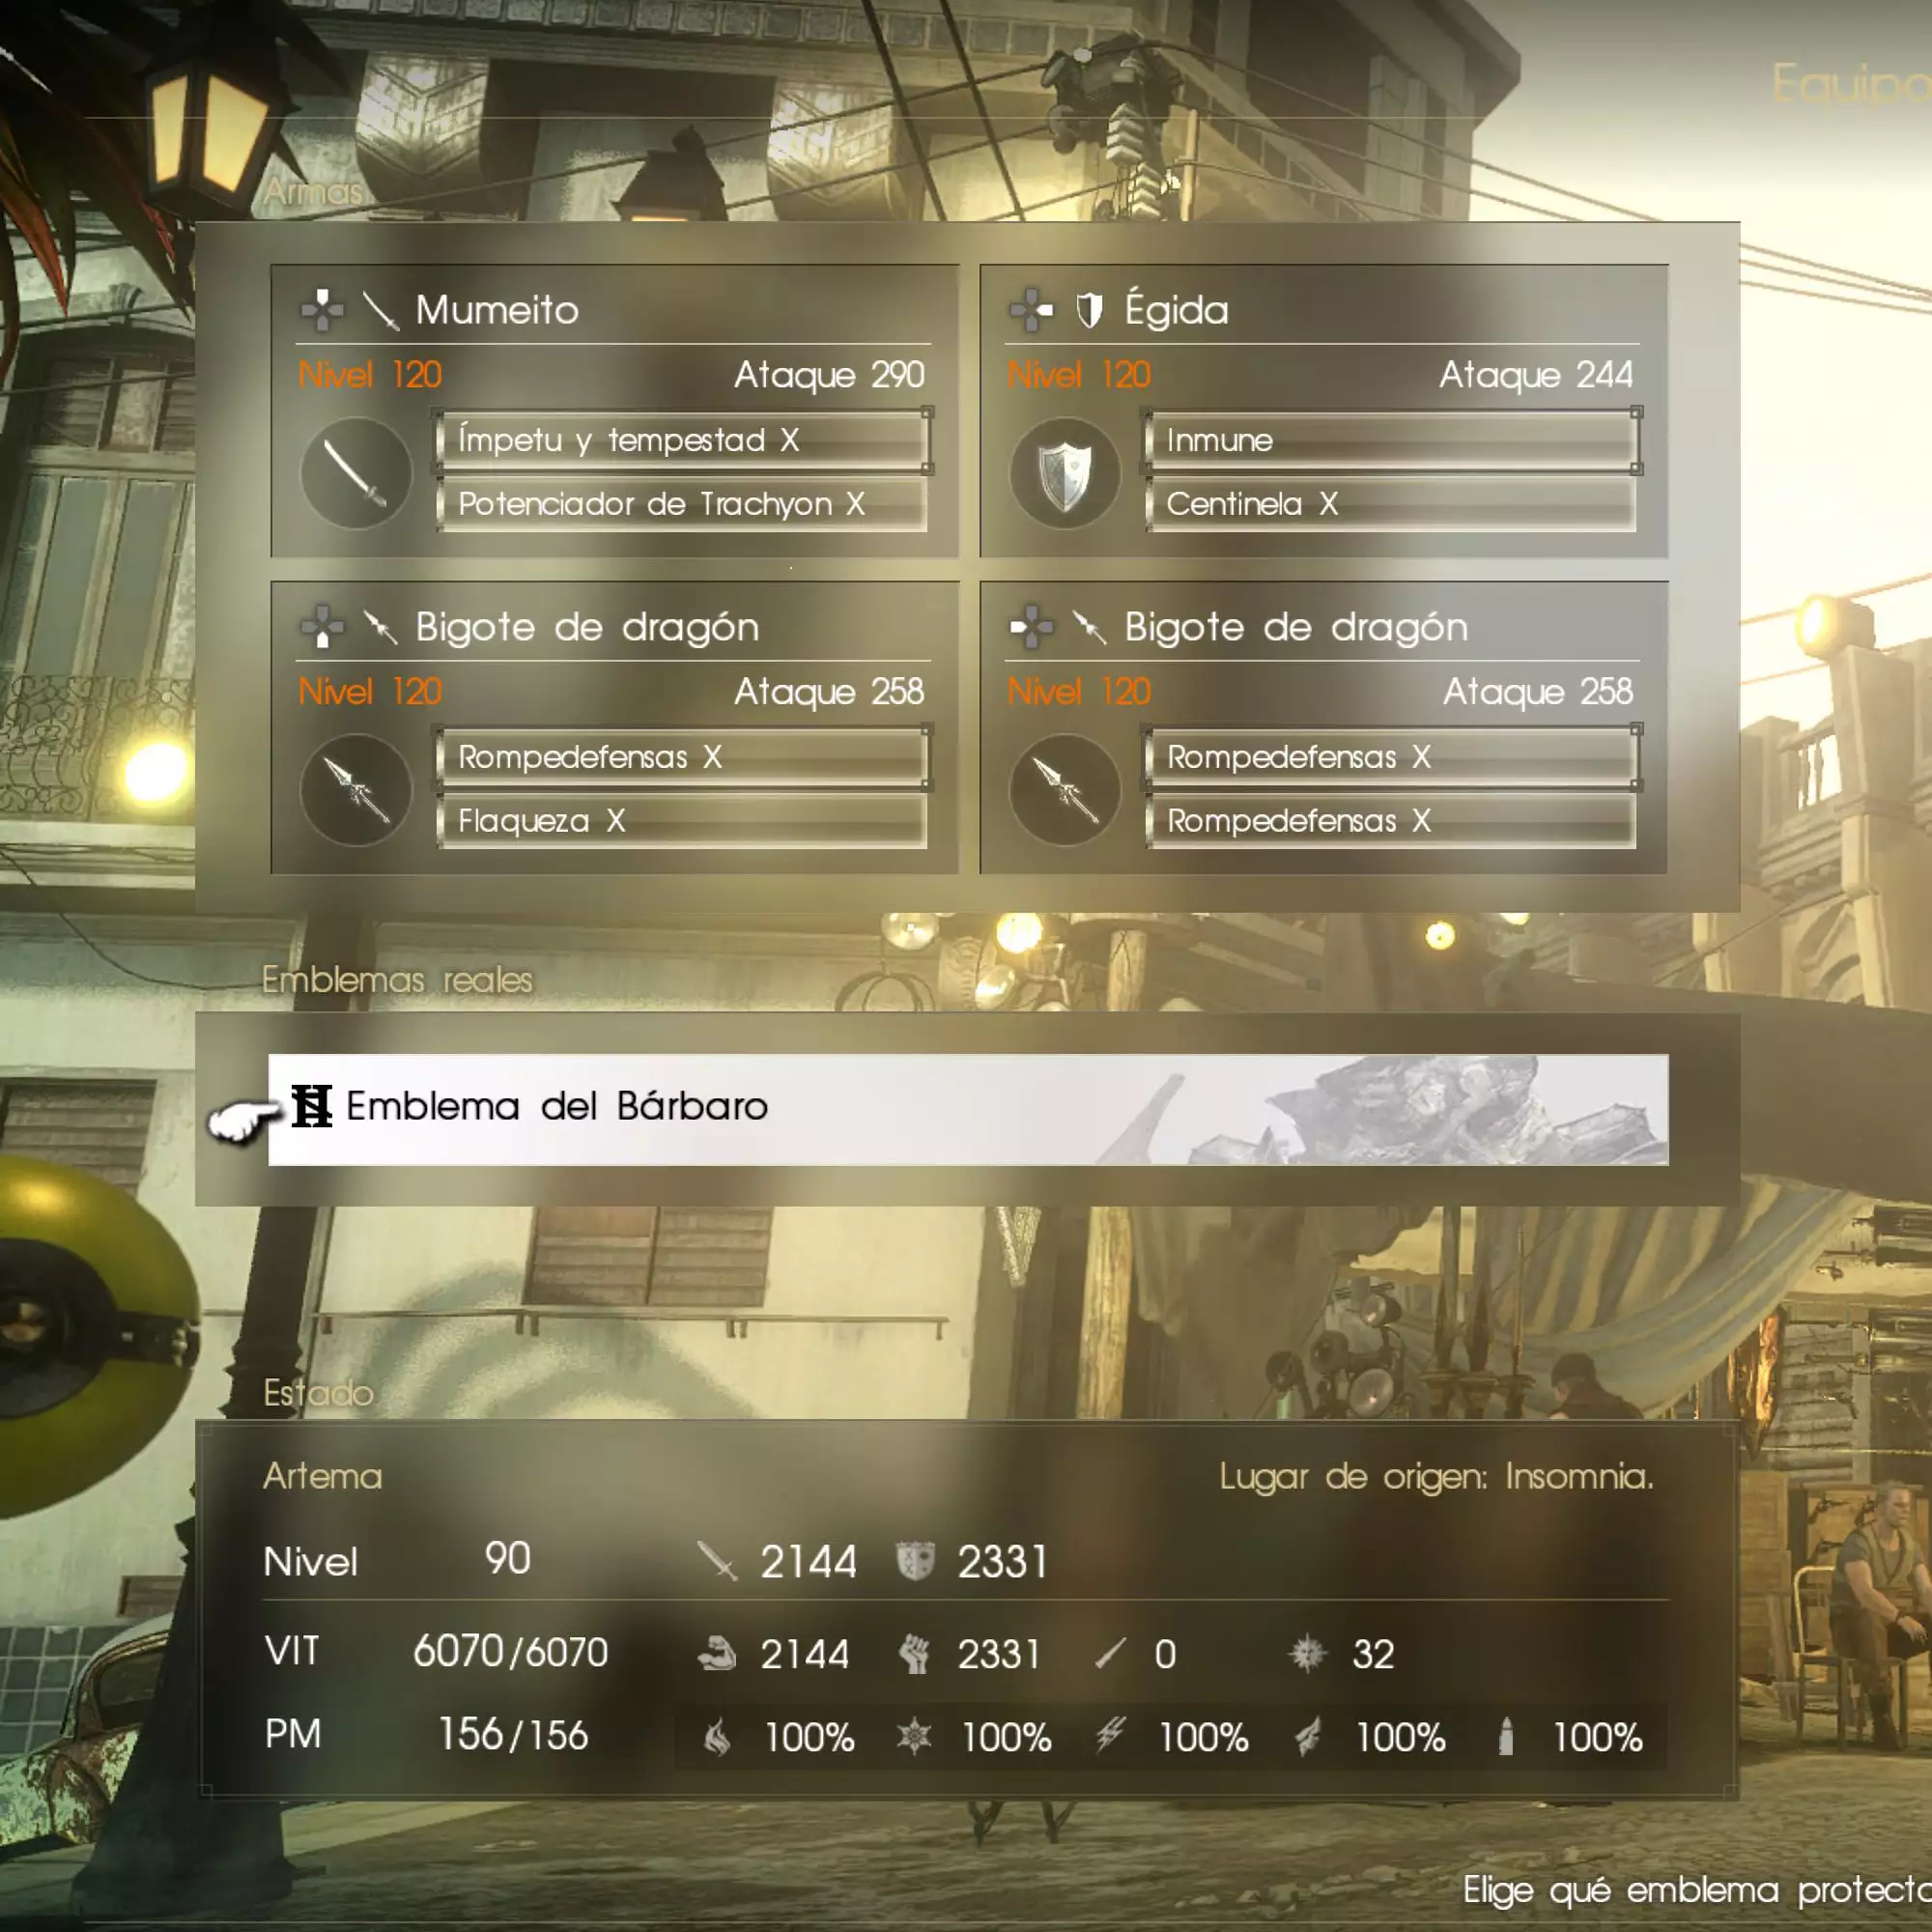 Equipo
Armas
Mumeito
Nivel 120 Ataque 290
Ímpetu y tempestad X
Potenciador de Trachyon X
Égida
Nivel 120 Ataque 244
Inmune
Centinela X
Bigote de dragón
Nivel 120 Ataque 258
Rompedefensas X
Flaqueza X
Bigote de dragón
Nivel 120 Ataque 258
Rompedefensas X
Rompedefensas X
Emblemas reales
Emblema del Bárbaro
Estado
Artema Lugar de origen: Insomnia.
Nivel 90 2144 2331
VIT 6070/6070 2144 2331 0 32
PM 156/156 100% 100% 100% 100% 100%
Elige qué emblema protecto